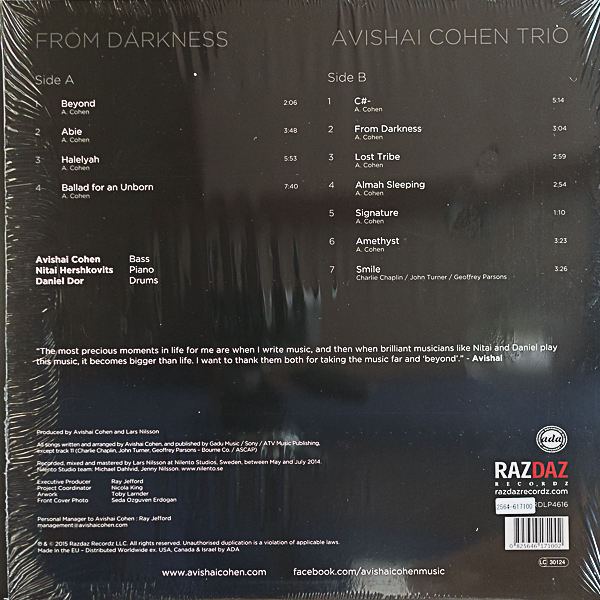 FROM DARKNESS
AVISHAI COHEN TRIO
Side A
1 Beyond 2:06
A. Cohen
2 Abie 3:48
A. Cohen
3 Halelyah 5:53
A. Cohen
4 Ballad for an Unborn 7:40
A. Cohen
Side B
1 C#- 5:14
A. Cohen
2 From Darkness 3:04
A. Cohen
3 Lost Tribe 2:59
A. Cohen
4 Almah Sleeping 2:54
A. Cohen
5 Signature 1:10
A. Cohen
6 Amethyst 3:23
A. Cohen
7 Smile 3:26
Charlie Chaplin / John Turner / Geoffrey Parsons
Avishai Cohen Bass
Nitai Hershkovits Piano
Daniel Dor Drums
"The most precious moments in life for me are when I write music, and then when brilliant musicians like Nitai and Daniel play
this music, it becomes bigger than life. I want to thank them both for taking the music far and 'beyond'." - Avishai
Produced by Avishai Cohen and Lars Nilsson
All songs written and arranged by Avishai Cohen, and published by Gadu Music / Sony / ATV Music Publishing,
except track 11 (Charlie Chaplin, John Turner, Geoffrey Parsons - Bourne Co. / ASCAP)
Recorded, mixed and mastered by Lars Nilsson at Nilento Studios, Sweden, between May and July 2014.
Nilento Studio team: Michael Dahlvid, Jenny Nilsson. www.nilento.se
Executive Producer Ray Jefford
Project Coordinator Nicola King
Arwork Toby Larnder
Front Cover Photo Seda Ozguven Erdogan
Personal Manager to Avishai Cohen : Ray Jefford
management@avishaicohen.com
℗ & © 2015 Razdaz Recordz LLC. All rights reserved. Unauthorised duplication is a violation of applicable laws.
Made in the EU - Distributed Worldwide ex. USA, Canada & Israel by ADA
www.avishaicohen.com
facebook.com/avishaicohenmusic
ada
RAZDAZ
RECORDZ
razdazrecordz.com
2564-617100
RDLP4616
0 825646 171002
LC 30124